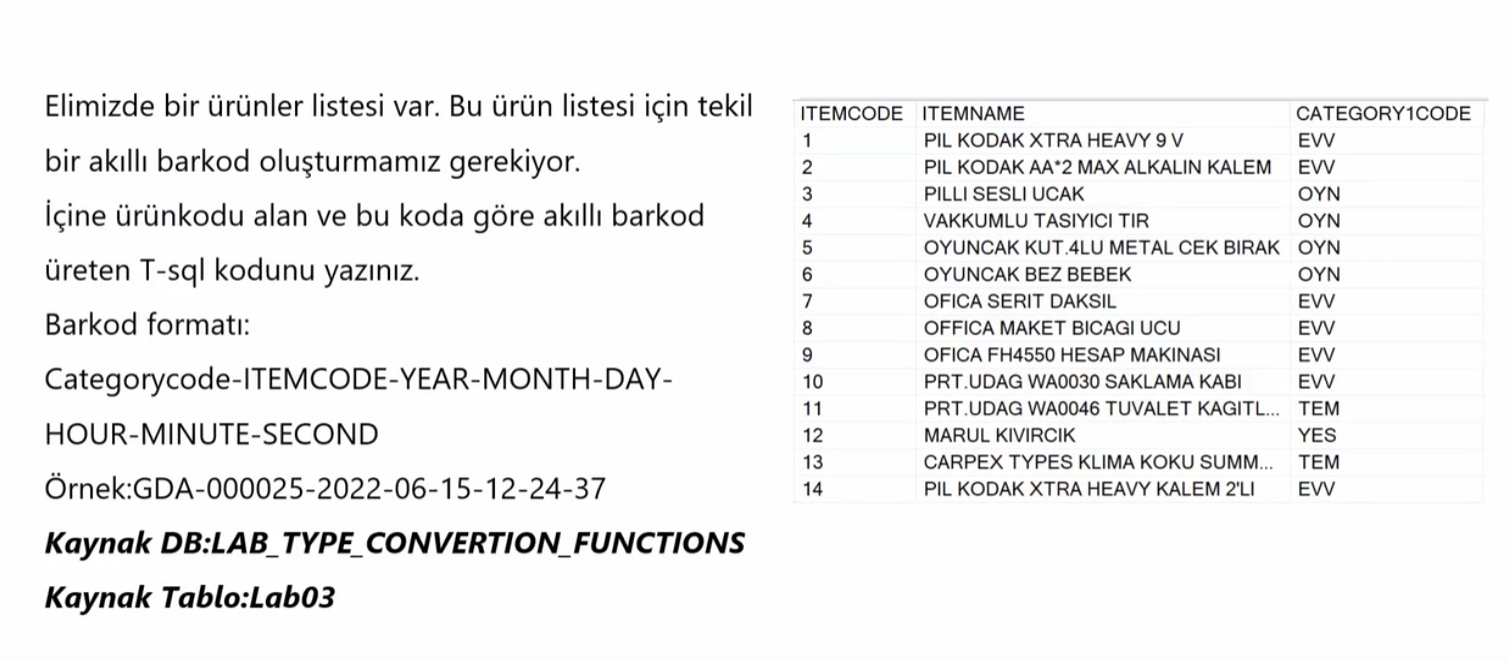 Elimizde bir ürünler listesi var. Bu ürün listesi için tekil
bir akıllı barkod oluşturmamız gerekiyor.
İçine ürünkodu alan ve bu koda göre akıllı barkod
üreten T-sql kodunu yazınız.
Barkod formatı:
Categorycode-ITEMCODE-YEAR-MONTH-DAY-
HOUR-MINUTE-SECOND
Örnek:GDA-000025-2022-06-15-12-24-37
Kaynak DB:LAB_TYPE_CONVERTION_FUNCTIONS
Kaynak Tablo:Lab03
ITEMCODE ITEMNAME CATEGORY1CODE
1 PIL KODAK XTRA HEAVY 9 V EVV
2 PIL KODAK AA*2 MAX ALKALIN KALEM EVV
3 PILLI SESLI UCAK OYN
4 VAKKUMLU TASIYICI TIR OYN
5 OYUNCAK KUT.4LU METAL CEK BIRAK OYN
6 OYUNCAK BEZ BEBEK OYN
7 OFICA SERIT DAKSIL EVV
8 OFFICA MAKET BICAGI UCU EVV
9 OFICA FH4550 HESAP MAKINASI EVV
10 PRT.UDAG WA0030 SAKLAMA KABI EVV
11 PRT.UDAG WA0046 TUVALET KAGITL... TEM
12 MARUL KIVIRCIK YES
13 CARPEX TYPES KLIMA KOKU SUMM... TEM
14 PIL KODAK XTRA HEAVY KALEM 2'LI EVV